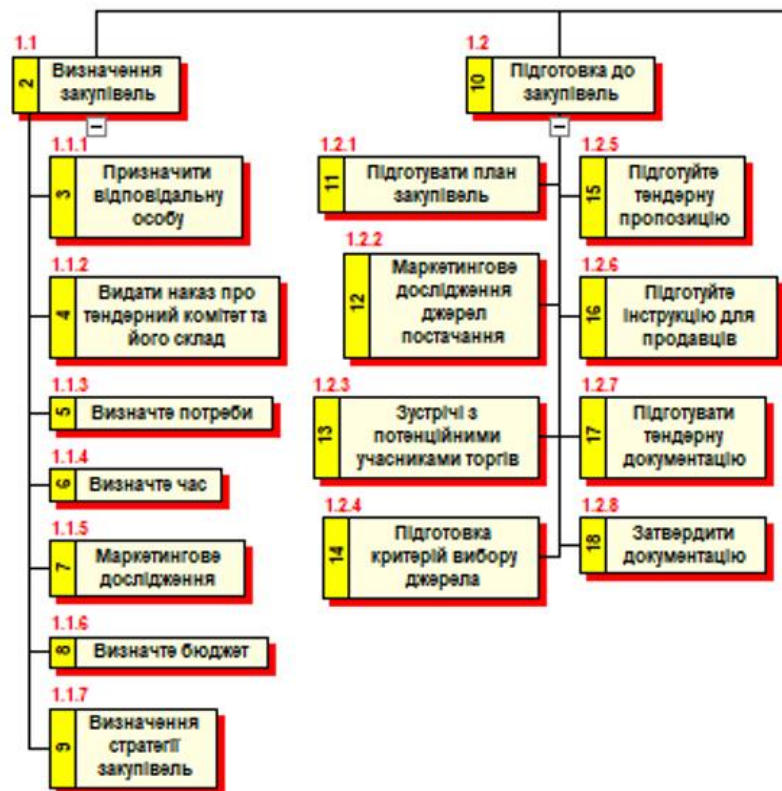 1.1
2
Визначення
закупівель
1.1.1
3
Призначити
відповідальну
особу
1.1.2
4
Видати наказ про
тендерний комітет та
його склад
1.1.3
5
Визначте потреби
1.1.4
6
Визначте час
1.1.5
7
Маркетингове
дослідження
1.1.6
8
Визначте бюджет
1.1.7
9
Визначення
стратегії
закупівель
1.2
10
Підготовка до
закупівель
1.2.1
11
Підготувати план
закупівель
1.2.2
12
Маркетингове
дослідження
джерел
постачання
1.2.3
13
Зустрічі з
потенційними
учасниками торгів
1.2.4
14
Підготовка
критерій вибору
джерела
1.2.5
15
Підготуйте
тендерну
пропозицію
1.2.6
16
Підготуйте
інструкцію для
продавців
1.2.7
17
Підготувати
тендерну
документацію
1.2.8
18
Затвердити
документацію